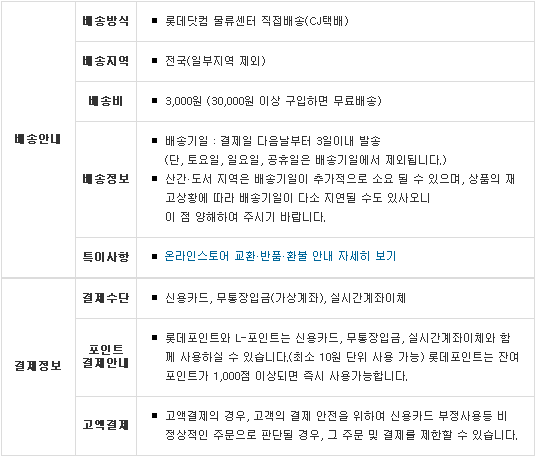 배송안내
배송방식
■ 롯데닷컴 물류센터 직접배송(CJ택배)
배송지역
■ 전국(일부지역 제외)
배송비
■ 3,000원 (30,000원 이상 구입하면 무료배송)
배송정보
■ 배송기일 : 결제일 다음날부터 3일이내 발송
(단, 토요일, 일요일, 공휴일은 배송기일에서 제외됩니다.)
■ 산간·도서 지역은 배송기일이 추가적으로 소요 될 수 있으며, 상품의 재
고상황에 따라 배송기일이 다소 지연될 수도 있사오니
이 점 양해하여 주시기 바랍니다.
특이사항
■ 온라인스토어 교환·반품·환불 안내 자세히 보기
결제정보
결제수단
■ 신용카드, 무통장입금(가상계좌), 실시간계좌이체
포인트
결제안내
■ 롯데포인트와 L-포인트는 신용카드, 무통장입금, 실시간계좌이체와 함
께 사용하실 수 있습니다.(최소 10원 단위 사용 가능) 롯데포인트는 잔여
포인트가 1,000점 이상되면 즉시 사용가능합니다.
고액결제
■ 고액결제의 경우, 고객의 결제 안전을 위하여 신용카드 부정사용등 비
정상적인 주문으로 판단될 경우, 그 주문 및 결제를 제한할 수 있습니다.